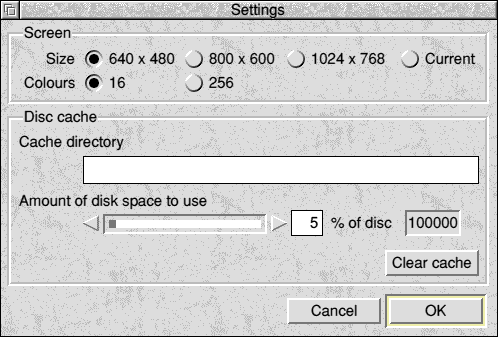 Settings
Screen
Size 640 x 480 800 x 600 1024 x 768 Current
Colours 16 256
Disc cache
Cache directory
Amount of disk space to use
5 % of disc 100000
Clear cache
Cancel OK